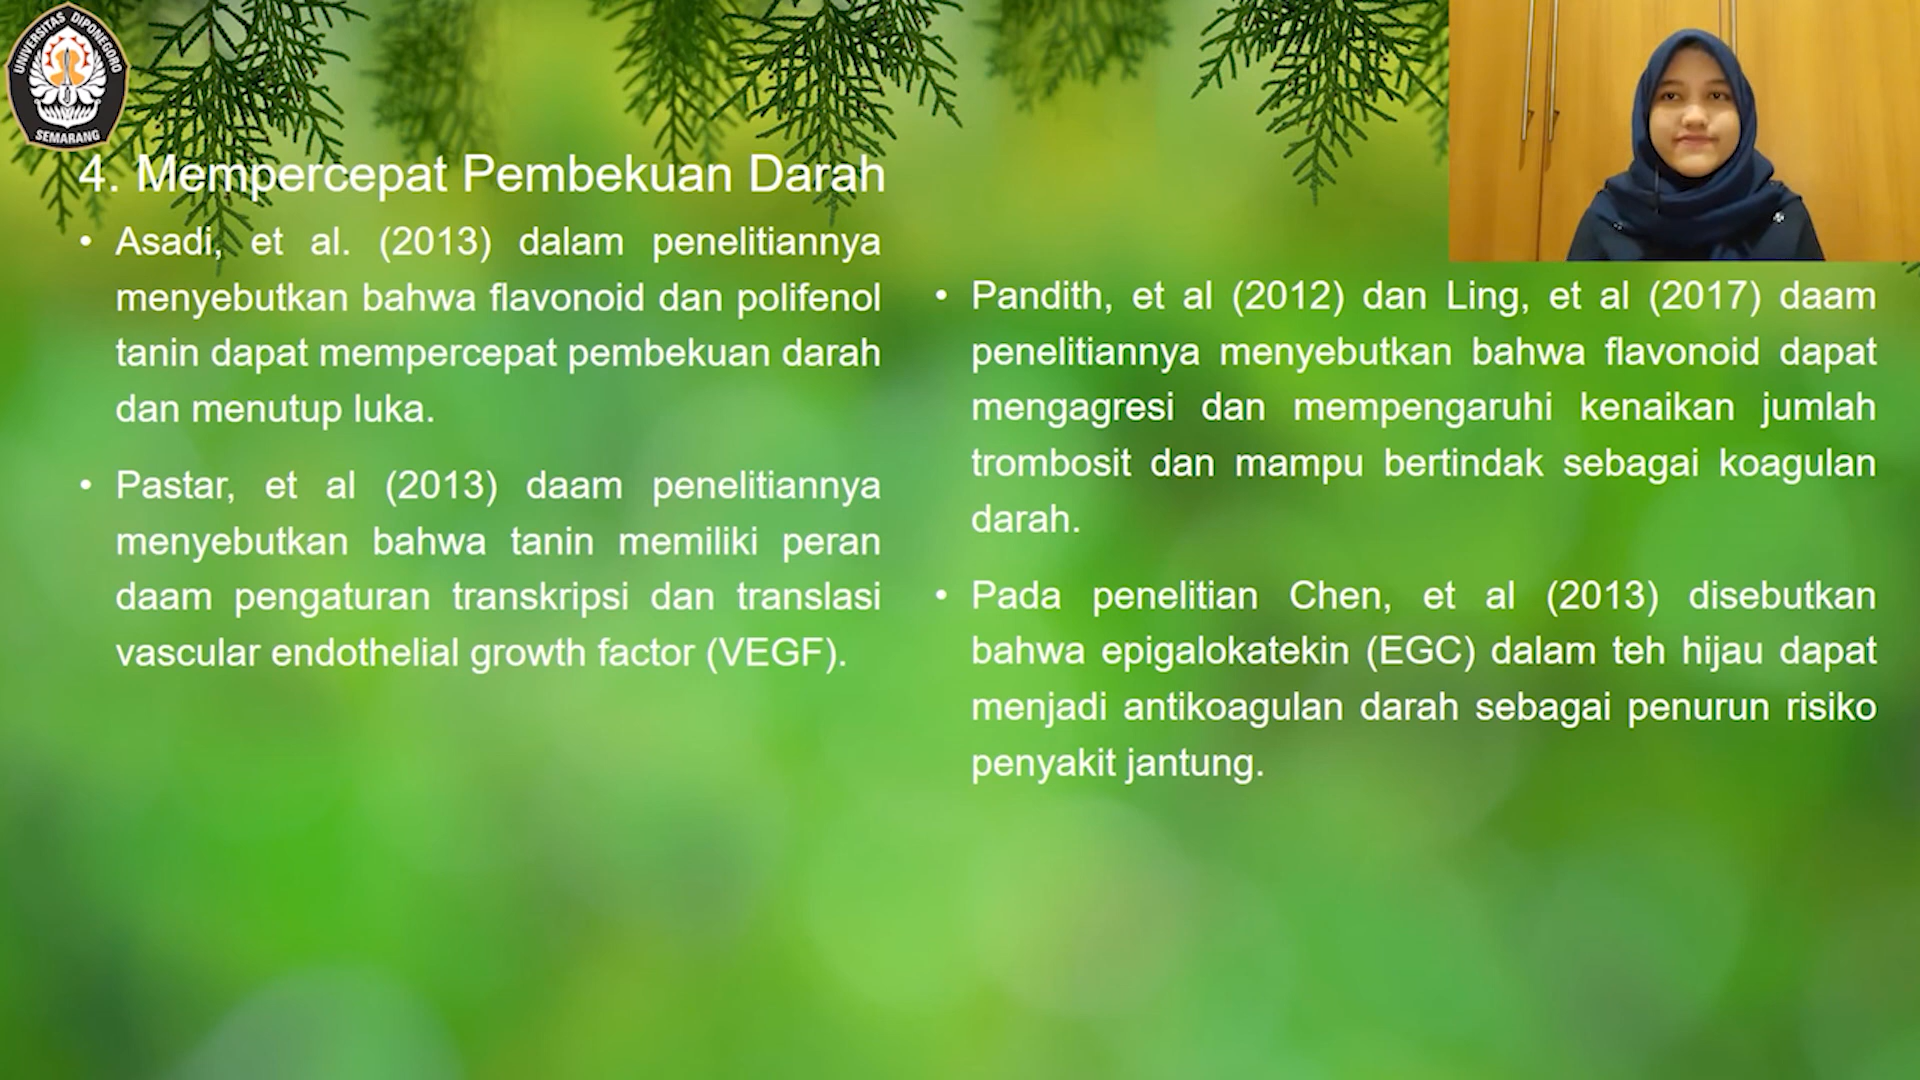 UNIVERSITAS DIPONEGORO
SEMARANG
4. Mempercepat Pembekuan Darah
• Asadi, et al. (2013) dalam penelitiannya
menyebutkan bahwa flavonoid dan polifenol
tanin dapat mempercepat pembekuan darah
dan menutup luka.
• Pastar, et al (2013) daam penelitiannya
menyebutkan bahwa tanin memiliki peran
daam pengaturan transkripsi dan translasi
vascular endothelial growth factor (VEGF).
• Pandith, et al (2012) dan Ling, et al (2017) daam
penelitiannya menyebutkan bahwa flavonoid dapat
mengagresi dan mempengaruhi kenaikan jumlah
trombosit dan mampu bertindak sebagai koagulan
darah.
• Pada penelitian Chen, et al (2013) disebutkan
bahwa epigalokatekin (EGC) dalam teh hijau dapat
menjadi antikoagulan darah sebagai penurun risiko
penyakit jantung.